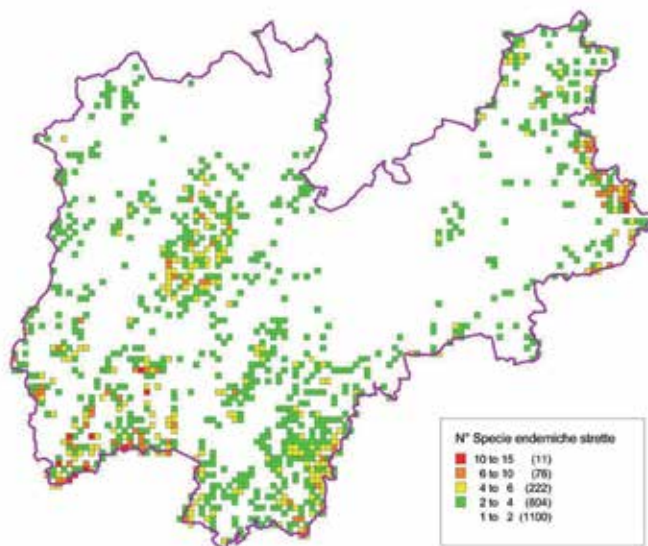 N° Specie endemiche strette
10 to 15 (11)
6 to 10 (78)
4 to 6 (222)
2 to 4 (604)
1 to 2 (1100)